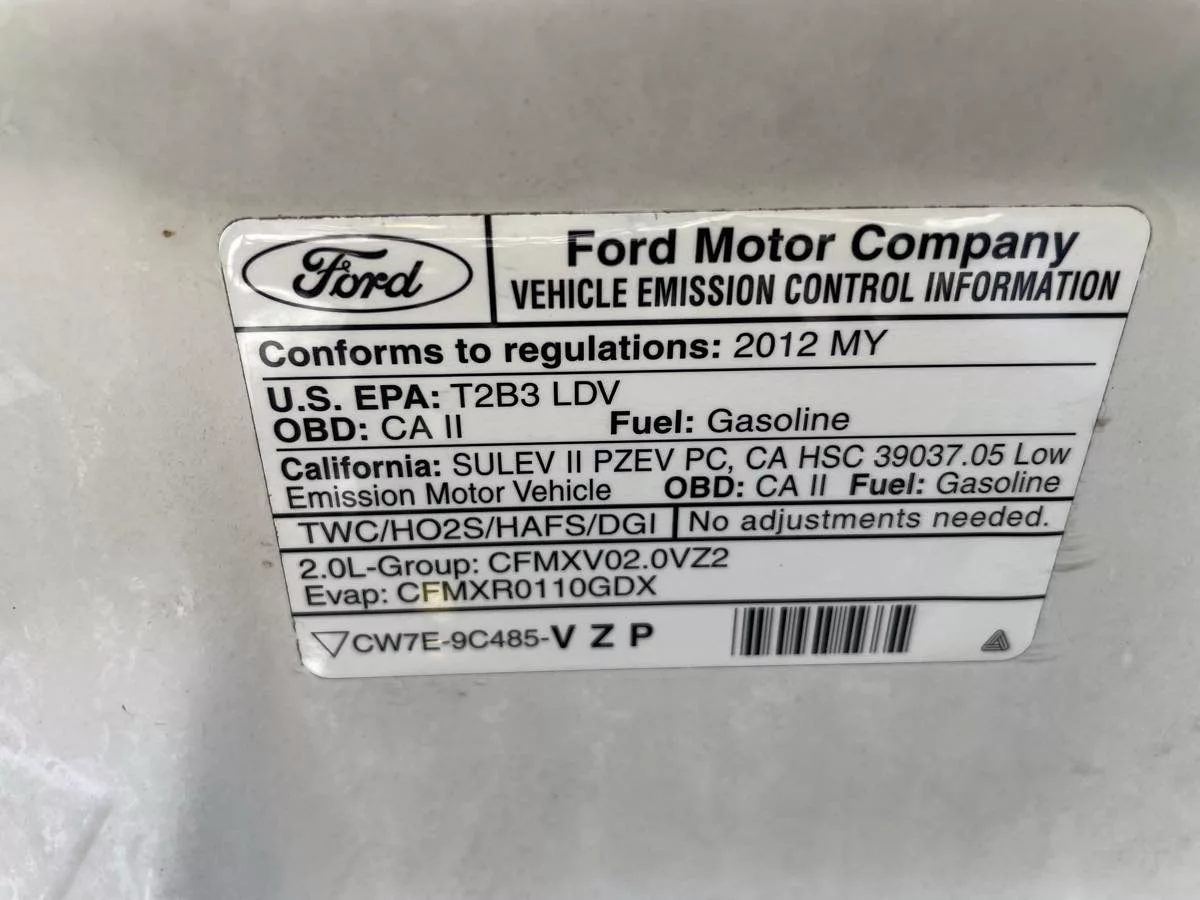 Ford
Ford Motor Company
VEHICLE EMISSION CONTROL INFORMATION
Conforms to regulations: 2012 MY
U.S. EPA: T2B3 LDV
OBD: CA II Fuel: Gasoline
California: SULEV II PZEV PC, CA HSC 39037.05 Low
Emission Motor Vehicle OBD: CA II Fuel: Gasoline
TWC/HO2S/HAFS/DGI No adjustments needed.
2.0L-Group: CFMXV02.0VZ2
Evap: CFMXR0110GDX
CW7E-9C485-V Z P